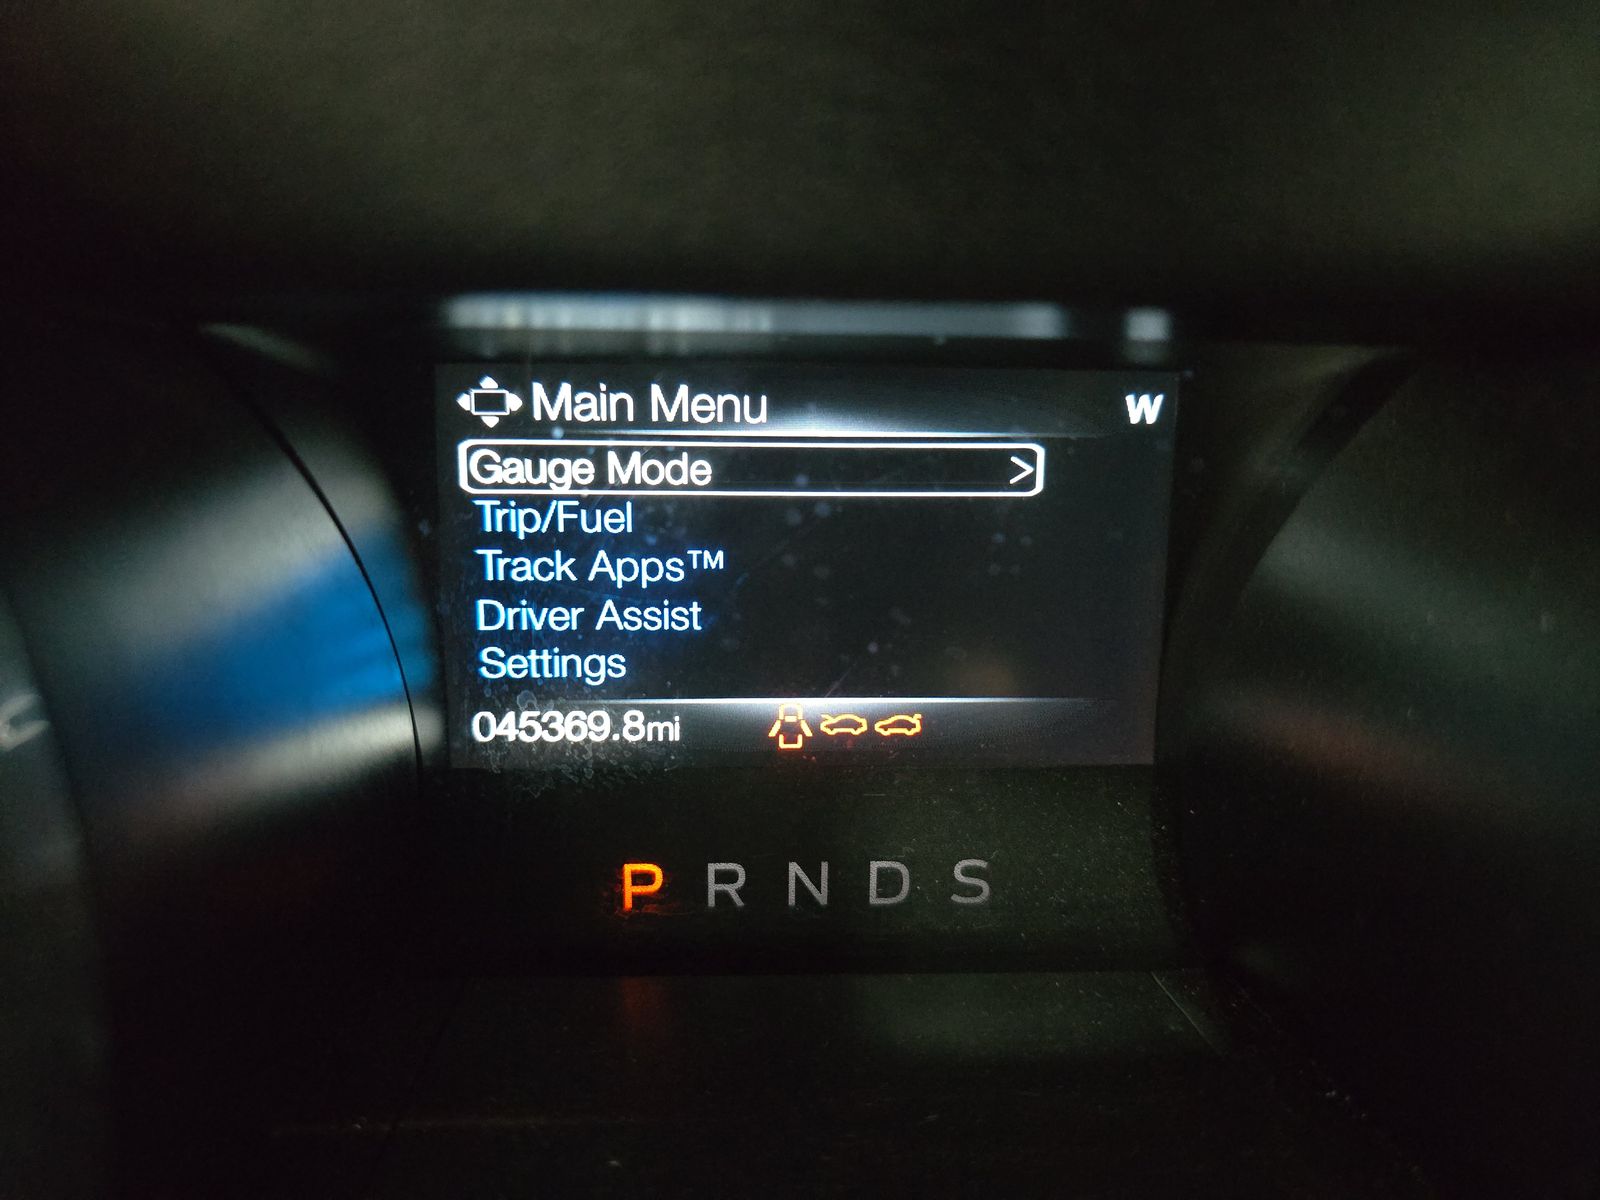 Main Menu W
Gauge Mode >
Trip/Fuel
Track Apps™
Driver Assist
Settings
045369.8mi
P R N D S